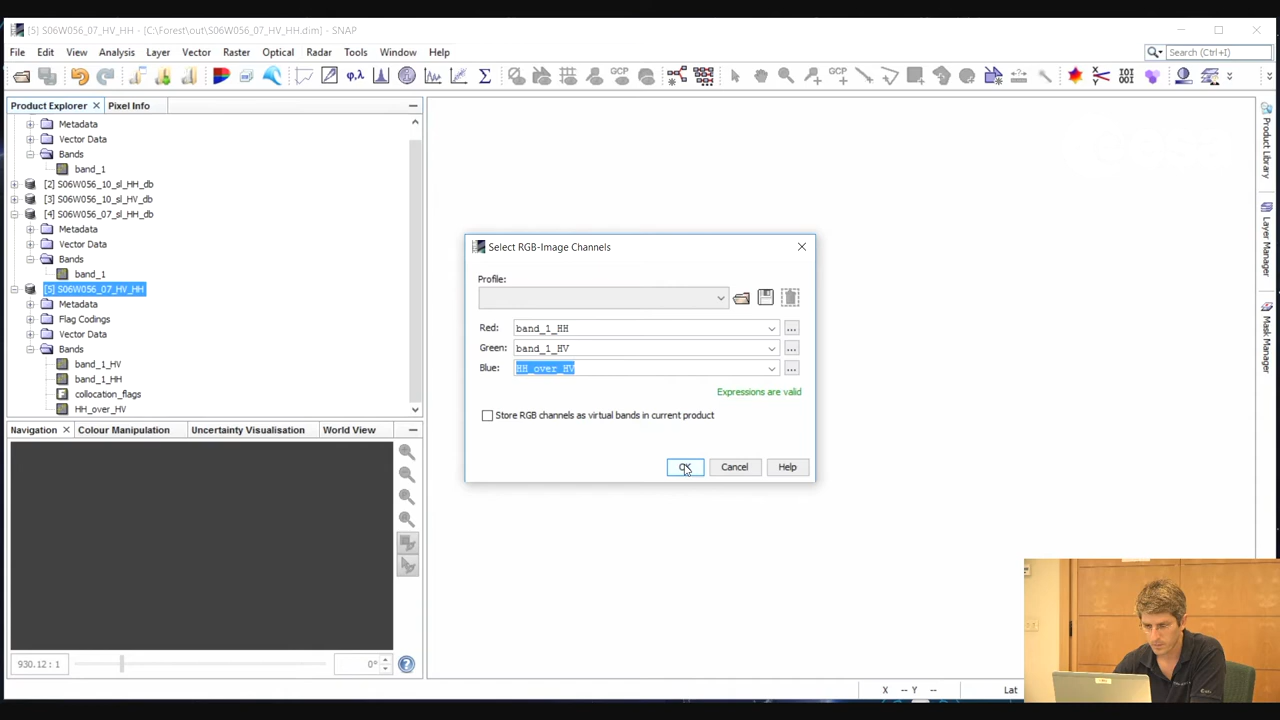 [5] S06W056_07_HV_HH - [C:\Forest\out\S06W056_07_HV_HH.dim] - SNAP
File Edit View Analysis Layer Vector Raster Optical Radar Tools Window Help
Search (Ctrl+I)
φ,λ Σ GCP GCP
Product Explorer Pixel Info
Metadata
Vector Data
Bands
band_1
[2] S06W056_10_sl_HH_db
[3] S06W056_10_sl_HV_db
[4] S06W056_07_sl_HH_db
Metadata
Vector Data
Bands
band_1
[5] S06W056_07_HV_HH
Metadata
Flag Codings
Vector Data
Bands
band_1_HV
band_1_HH
collocation_flags
HH_over_HV
Navigation Colour Manipulation Uncertainty Visualisation World View
930.12 : 1
0°
Select RGB-Image Channels
Profile:
Red: band_1_HH ...
Green: band_1_HV ...
Blue: HH_over_HV ...
Expressions are valid
Store RGB channels as virtual bands in current product
OK Cancel Help
Product Library
Layer Manager
Mask Manager
X -- Y -- Lat